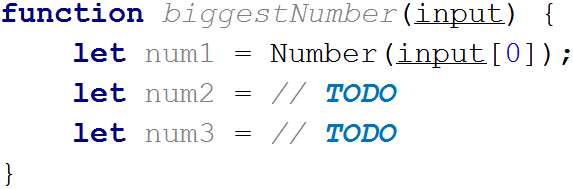 function biggestNumber(input) {
    let num1 = Number(input[0]);
    let num2 = // TODO
    let num3 = // TODO
}